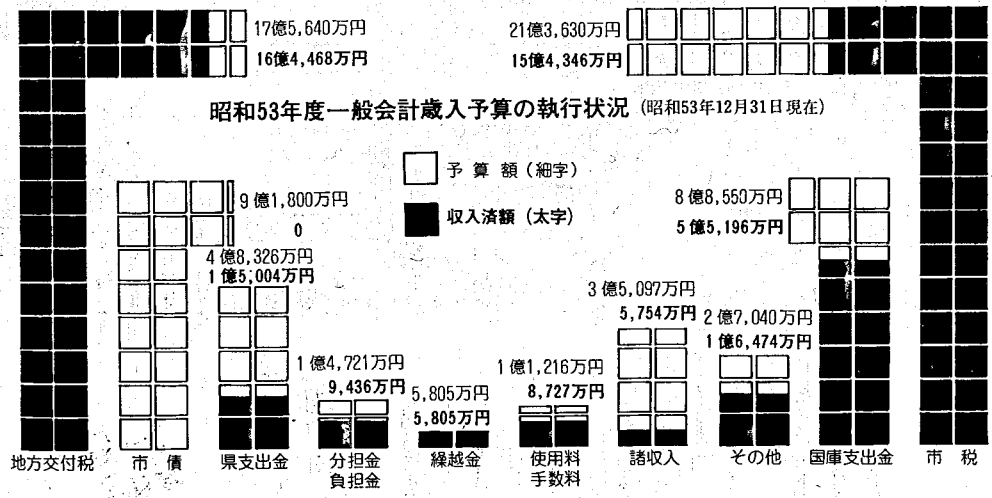 17億5,640万円
16億4,468万円
21億3,630万円
15億4,346万円
昭和53年度一般会計歳入予算の執行状況(昭和53年12月31日現在)
予算額(細字)
収入済額(太字)
9億1,800万円
0
4億8,326万円
1億5,004万円
1億4,721万円
9,436万円
5,805万円
5,805万円
1億1,216万円
8,727万円
3億5,097万円
5,754万円
2億7,040万円
1億6,474万円
8億8,550万円
5億5,196万円
地方交付税
市債
県支出金
分担金
負担金
繰越金
使用料
手数料
諸収入
その他
国庫支出金
市税